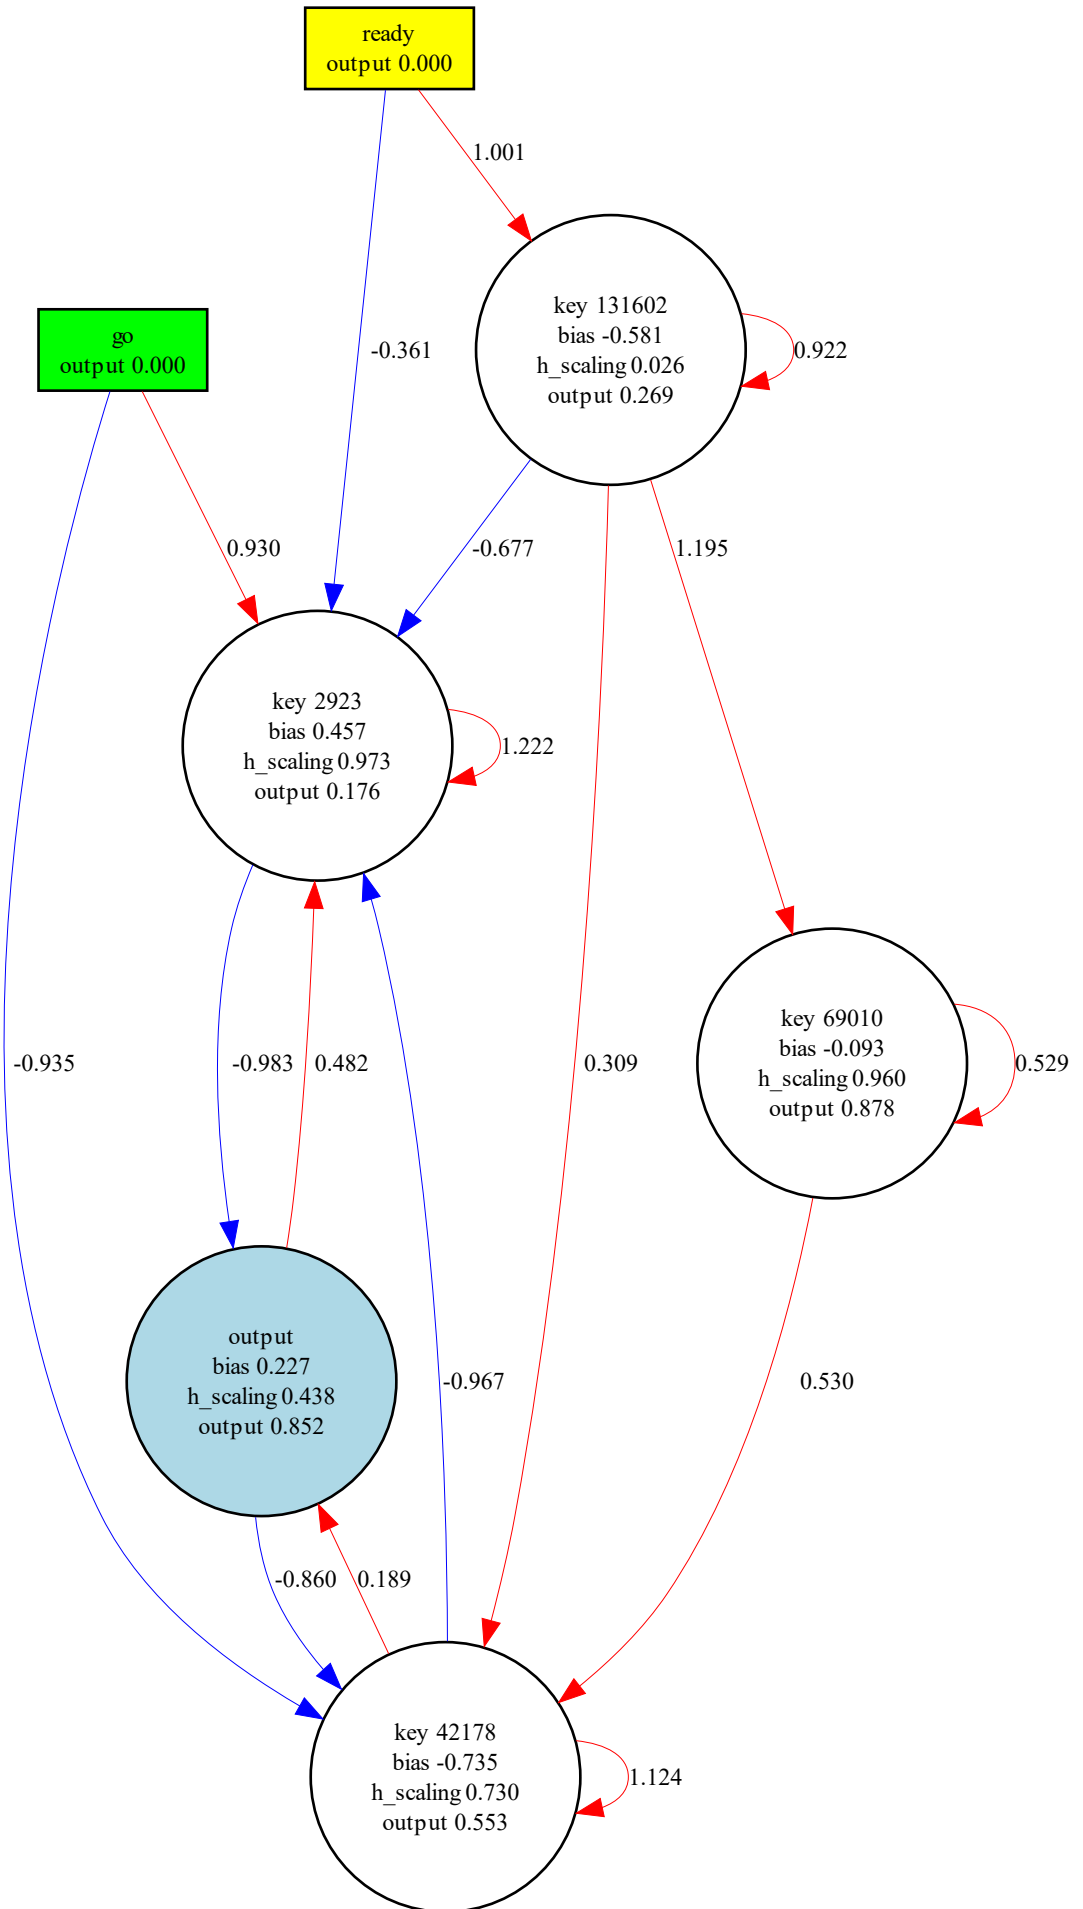 ready
output 0.000
1.001
key 131602
bias -0.581
h_scaling 0.026
output 0.269
0.922
-0.361
go
output 0.000
0.930
-0.677
1.195
key 2923
bias 0.457
h_scaling 0.973
output 0.176
1.222
key 69010
bias -0.093
h_scaling 0.960
output 0.878
0.529
-0.935
-0.983
0.482
0.309
output
bias 0.227
h_scaling 0.438
output 0.852
-0.967
0.530
-0.860
0.189
key 42178
bias -0.735
h_scaling 0.730
output 0.553
1.124